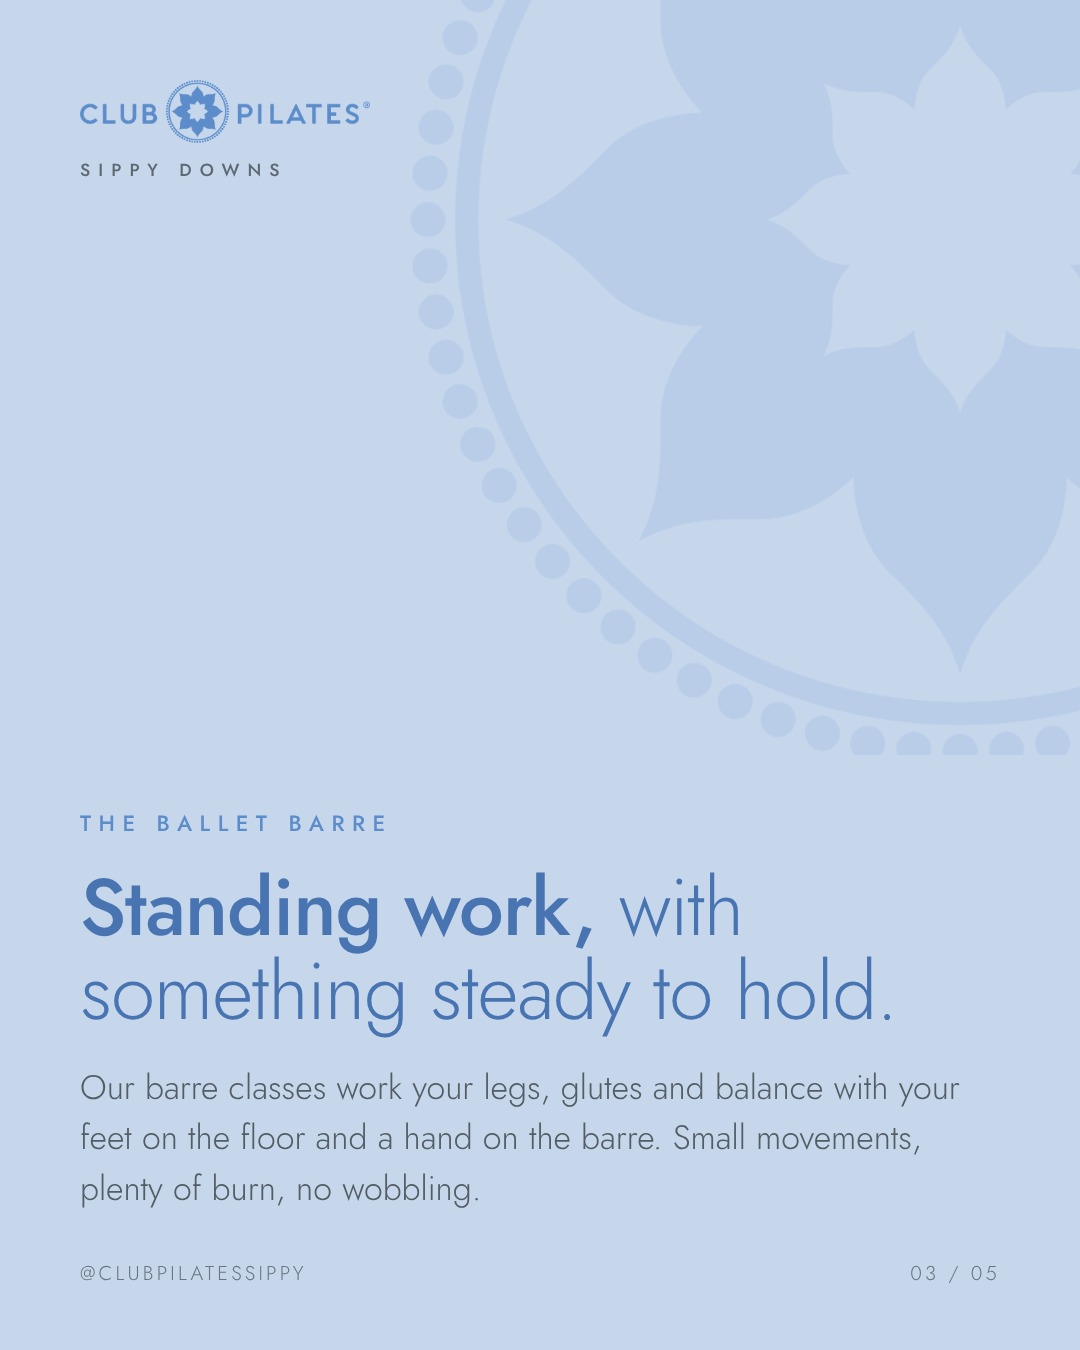 CLUB PILATES®
SIPPY DOWNS
THE BALLET BARRE
Standing work, with
something steady to hold.
Our barre classes work your legs, glutes and balance with your
feet on the floor and a hand on the barre. Small movements,
plenty of burn, no wobbling.
@CLUBPILATESSIPPY
03 / 05